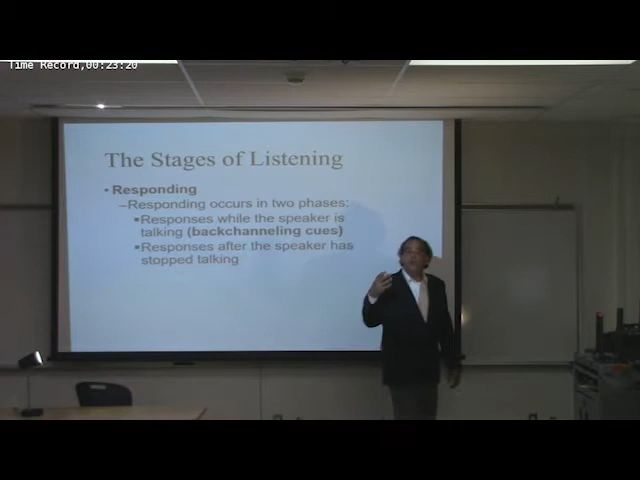 Time Record,00:23:20
The Stages of Listening
• Responding
–Responding occurs in two phases:
▪Responses while the speaker is
talking (backchanneling cues)
▪Responses after the speaker has
stopped talking